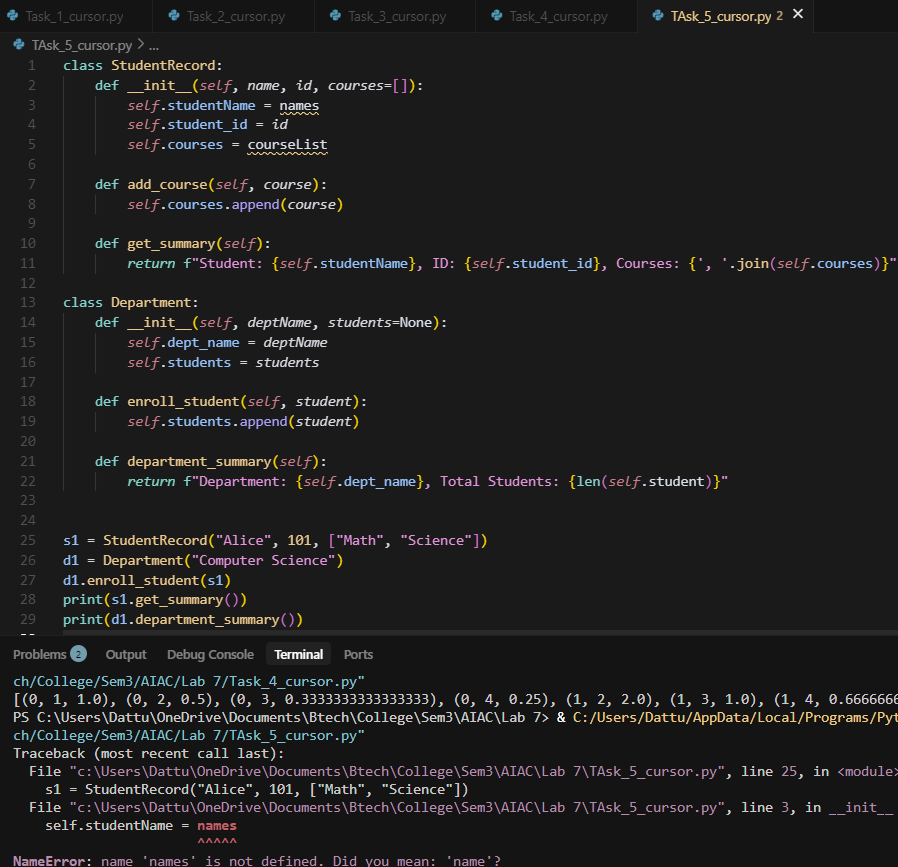 Task_1_cursor.py Task_2_cursor.py Task_3_cursor.py Task_4_cursor.py TAsk_5_cursor.py 2 ×
TAsk_5_cursor.py > ...
1 class StudentRecord:
2     def __init__(self, name, id, courses=[]):
3         self.studentName = names
4         self.student_id = id
5         self.courses = courseList
6
7     def add_course(self, course):
8         self.courses.append(course)
9
10     def get_summary(self):
11         return f"Student: {self.studentName}, ID: {self.student_id}, Courses: {', '.join(self.courses)}"
12
13 class Department:
14     def __init__(self, deptName, students=None):
15         self.dept_name = deptName
16         self.students = students
17
18     def enroll_student(self, student):
19         self.students.append(student)
20
21     def department_summary(self):
22         return f"Department: {self.dept_name}, Total Students: {len(self.student)}"
23
24
25 s1 = StudentRecord("Alice", 101, ["Math", "Science"])
26 d1 = Department("Computer Science")
27 d1.enroll_student(s1)
28 print(s1.get_summary())
29 print(d1.department_summary())
Problems 2 Output Debug Console Terminal Ports
ch/College/Sem3/AIAC/Lab 7/Task_4_cursor.py"
[(0, 1, 1.0), (0, 2, 0.5), (0, 3, 0.3333333333333333), (0, 4, 0.25), (1, 2, 2.0), (1, 3, 1.0), (1, 4, 0.6666666
PS C:\Users\Dattu\OneDrive\Documents\Btech\College\Sem3\AIAC\Lab 7> & C:/Users/Dattu/AppData/Local/Programs/Pyt
ch/College/Sem3/AIAC/Lab 7/TAsk_5_cursor.py"
Traceback (most recent call last):
  File "c:\Users\Dattu\OneDrive\Documents\Btech\College\Sem3\AIAC\Lab 7\TAsk_5_cursor.py", line 25, in <module>
    s1 = StudentRecord("Alice", 101, ["Math", "Science"])
  File "c:\Users\Dattu\OneDrive\Documents\Btech\College\Sem3\AIAC\Lab 7\TAsk_5_cursor.py", line 3, in __init__
    self.studentName = names
                       ^^^^^
NameError: name 'names' is not defined. Did you mean: 'name'?